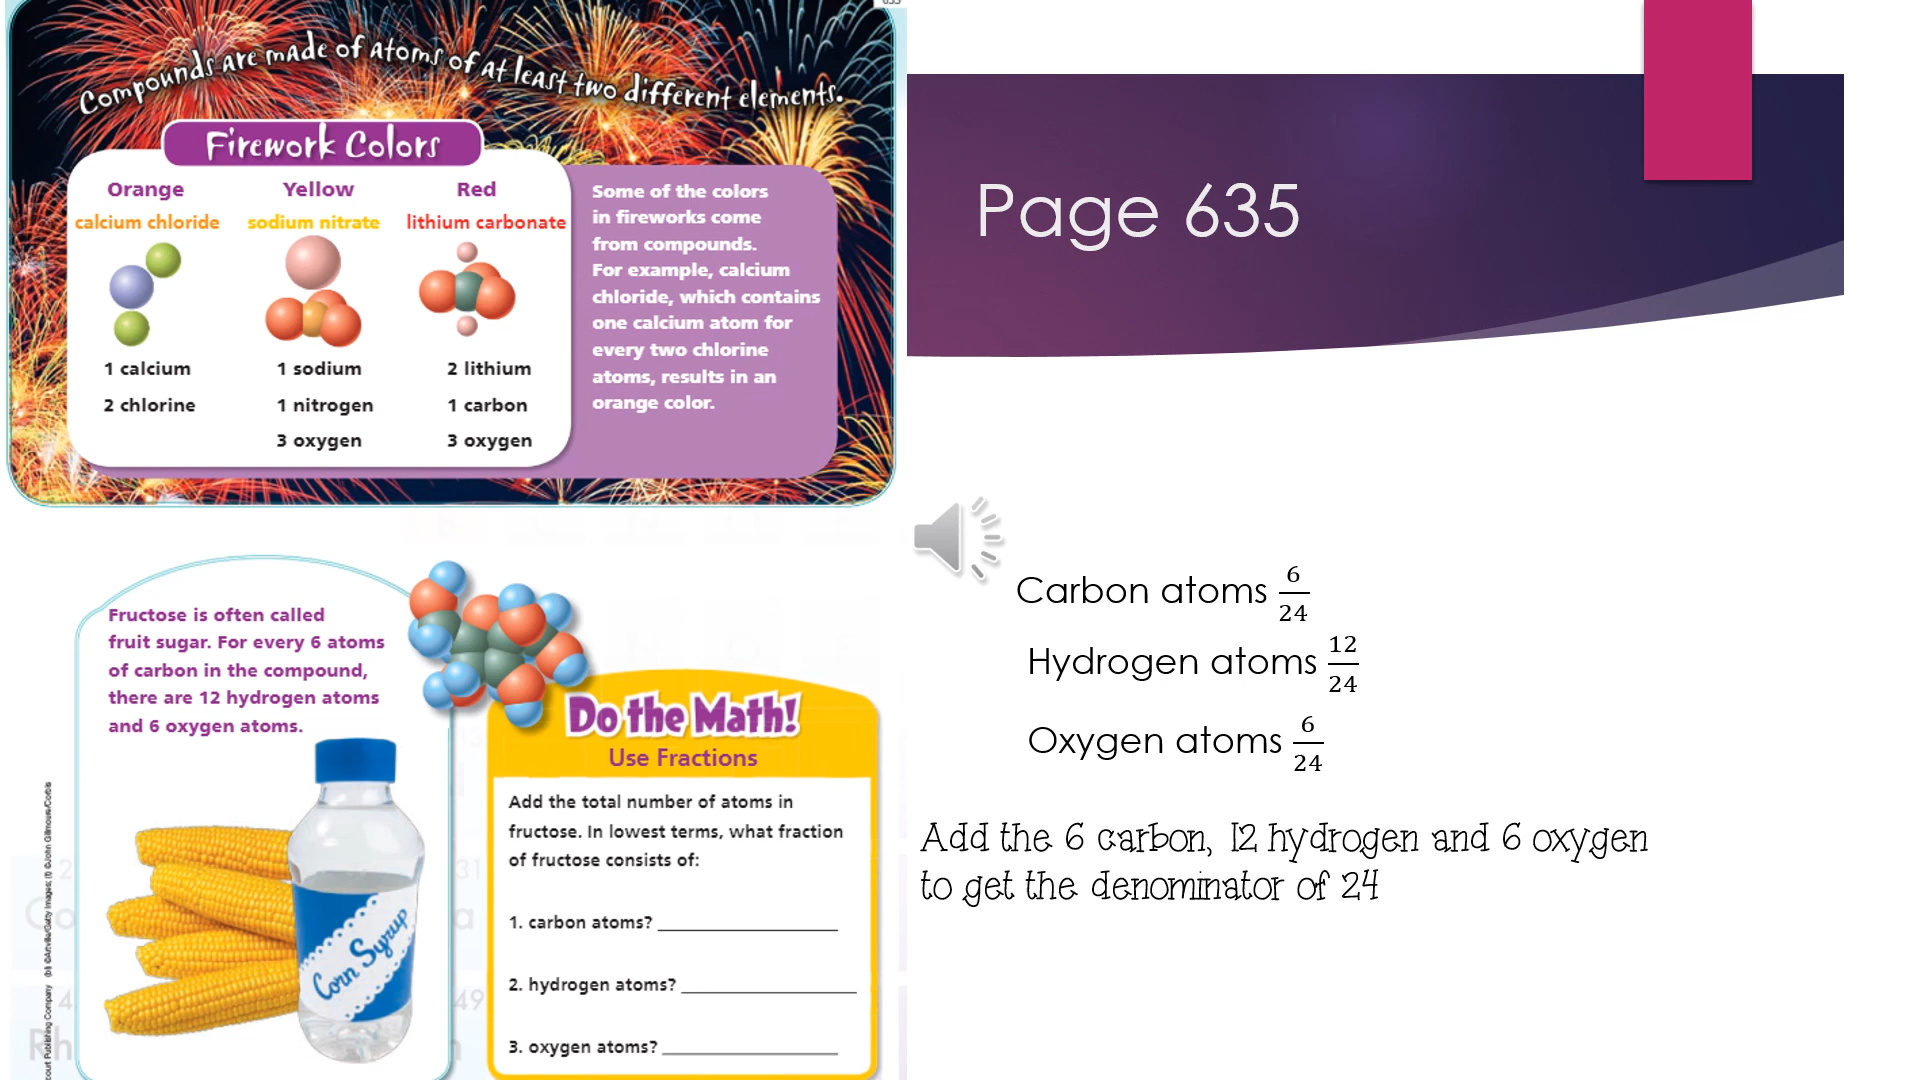 Compounds are made of atoms of at least two different elements.
Firework Colors
Orange Yellow Red
calcium chloride sodium nitrate lithium carbonate
1 calcium 1 sodium 2 lithium
2 chlorine 1 nitrogen 1 carbon
3 oxygen 3 oxygen
Some of the colors
in fireworks come
from compounds.
For example, calcium
chloride, which contains
one calcium atom for
every two chlorine
atoms, results in an
orange color.
Fructose is often called
fruit sugar. For every 6 atoms
of carbon in the compound,
there are 12 hydrogen atoms
and 6 oxygen atoms.
Corn Syrup
Do the Math!
Use Fractions
Add the total number of atoms in
fructose. In lowest terms, what fraction
of fructose consists of:
1. carbon atoms?
2. hydrogen atoms?
3. oxygen atoms?
Page 635
Carbon atoms 6/24
Hydrogen atoms 12/24
Oxygen atoms 6/24
Add the 6 carbon, 12 hydrogen and 6 oxygen
to get the denominator of 24